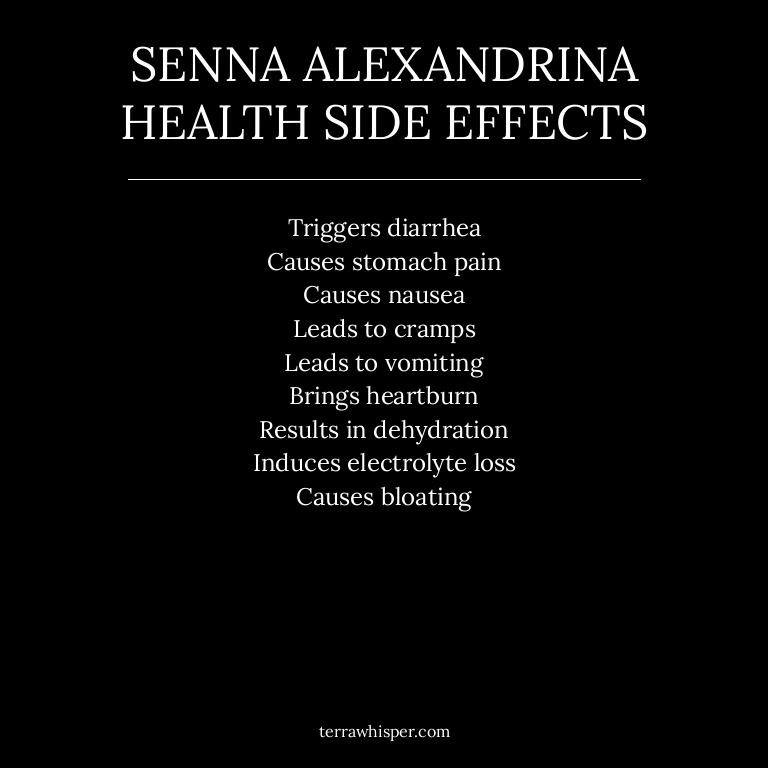 SENNA ALEXANDRINA
HEALTH SIDE EFFECTS
Triggers diarrhea
Causes stomach pain
Causes nausea
Leads to cramps
Leads to vomiting
Brings heartburn
Results in dehydration
Induces electrolyte loss
Causes bloating
terrawhisper.com